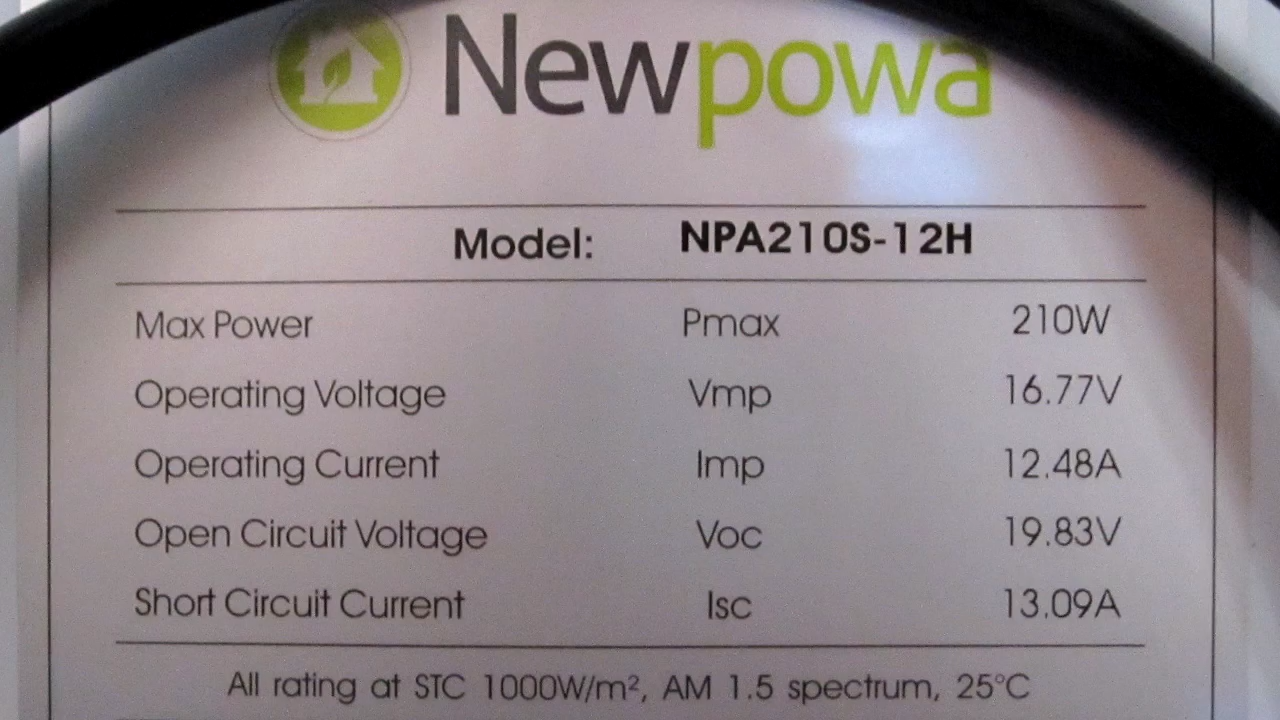 Newpowa
Model: NPA210S-12H
Max Power Pmax 210W
Operating Voltage Vmp 16.77V
Operating Current Imp 12.48A
Open Circuit Voltage Voc 19.83V
Short Circuit Current Isc 13.09A
All rating at STC 1000W/m², AM 1.5 spectrum, 25°C